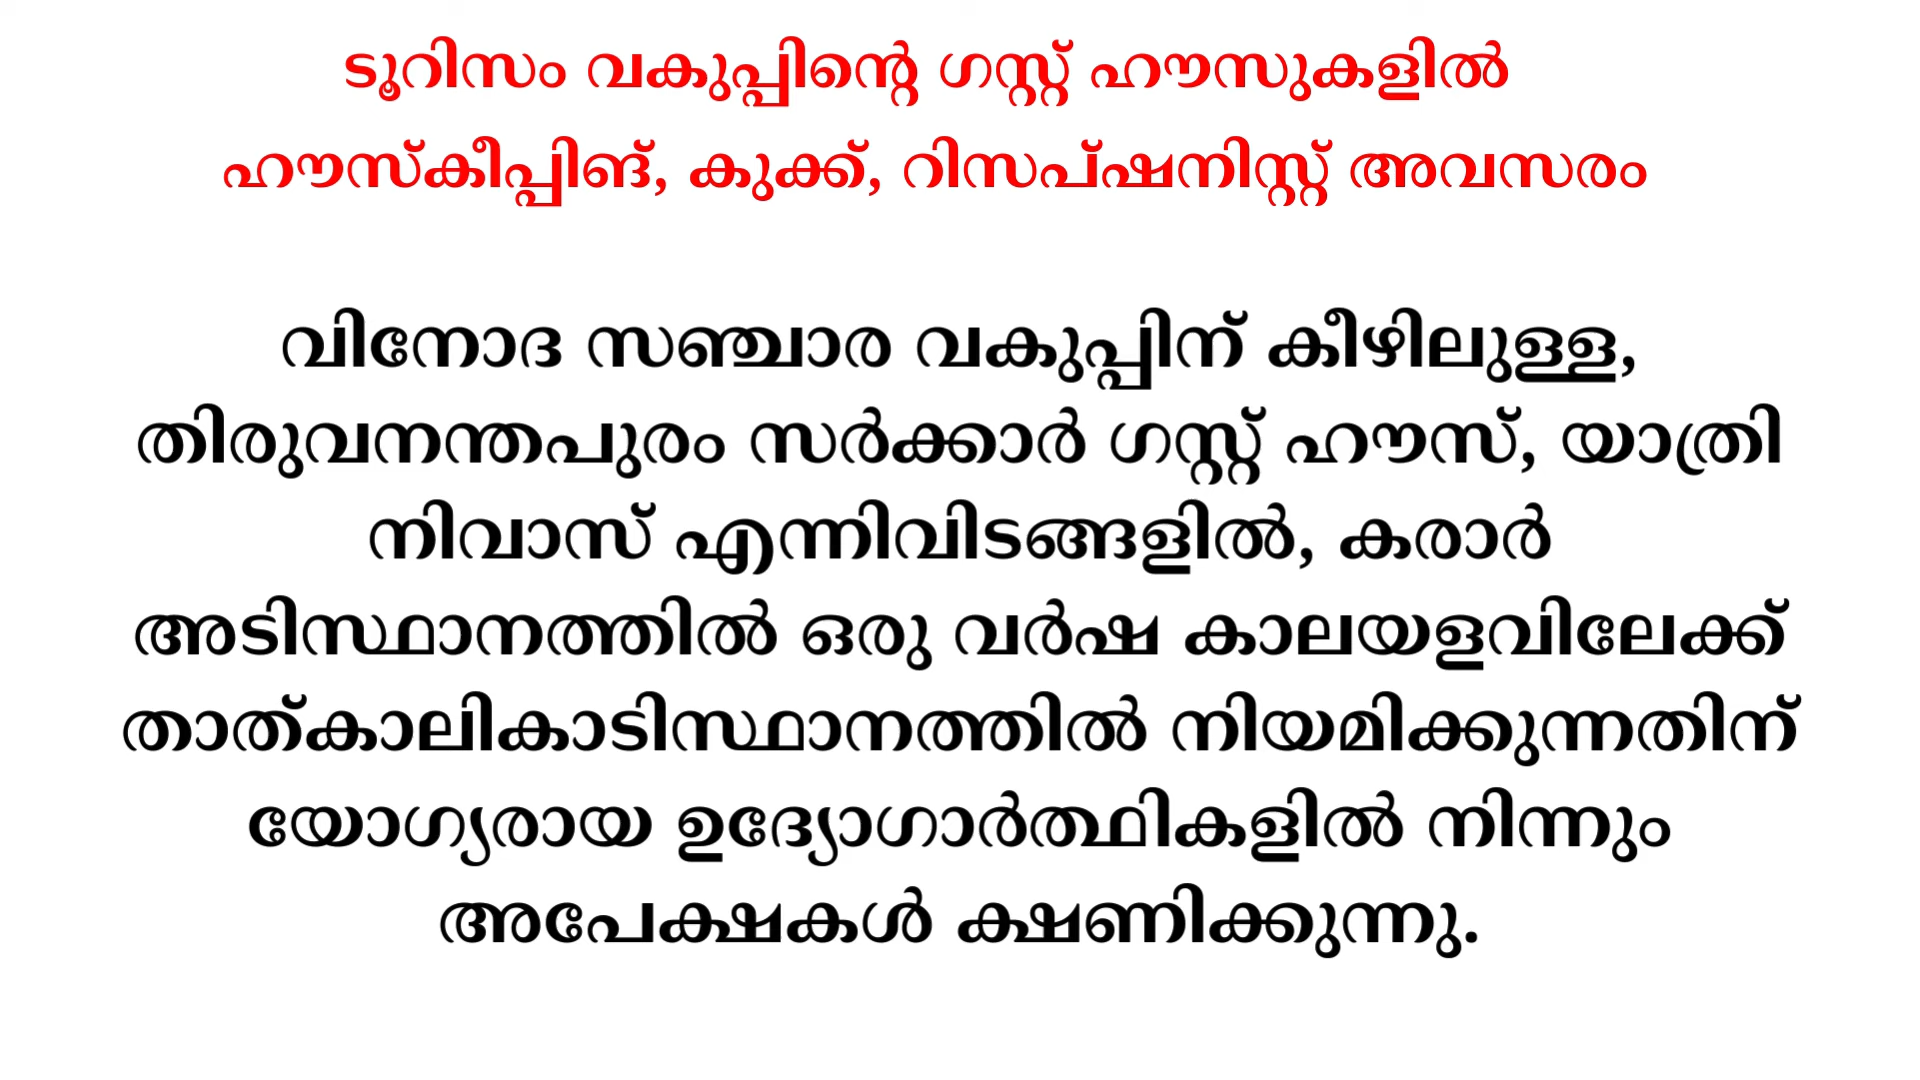 ടൂറിസം വകുപ്പിന്റെ ഗസ്റ്റ് ഹൗസുകളിൽ
ഹൗസ്കീപ്പിങ്, കുക്ക്, റിസപ്ഷനിസ്റ്റ് അവസരം
വിനോദ സഞ്ചാര വകുപ്പിന് കീഴിലുള്ള,
തിരുവനന്തപുരം സർക്കാർ ഗസ്റ്റ് ഹൗസ്, യാത്രി
നിവാസ് എന്നിവിടങ്ങളിൽ, കരാർ
അടിസ്ഥാനത്തിൽ ഒരു വർഷ കാലയളവിലേക്ക്
താത്കാലികാടിസ്ഥാനത്തിൽ നിയമിക്കുന്നതിന്
യോഗ്യരായ ഉദ്യോഗാർത്ഥികളിൽ നിന്നും
അപേക്ഷകൾ ക്ഷണിക്കുന്നു.